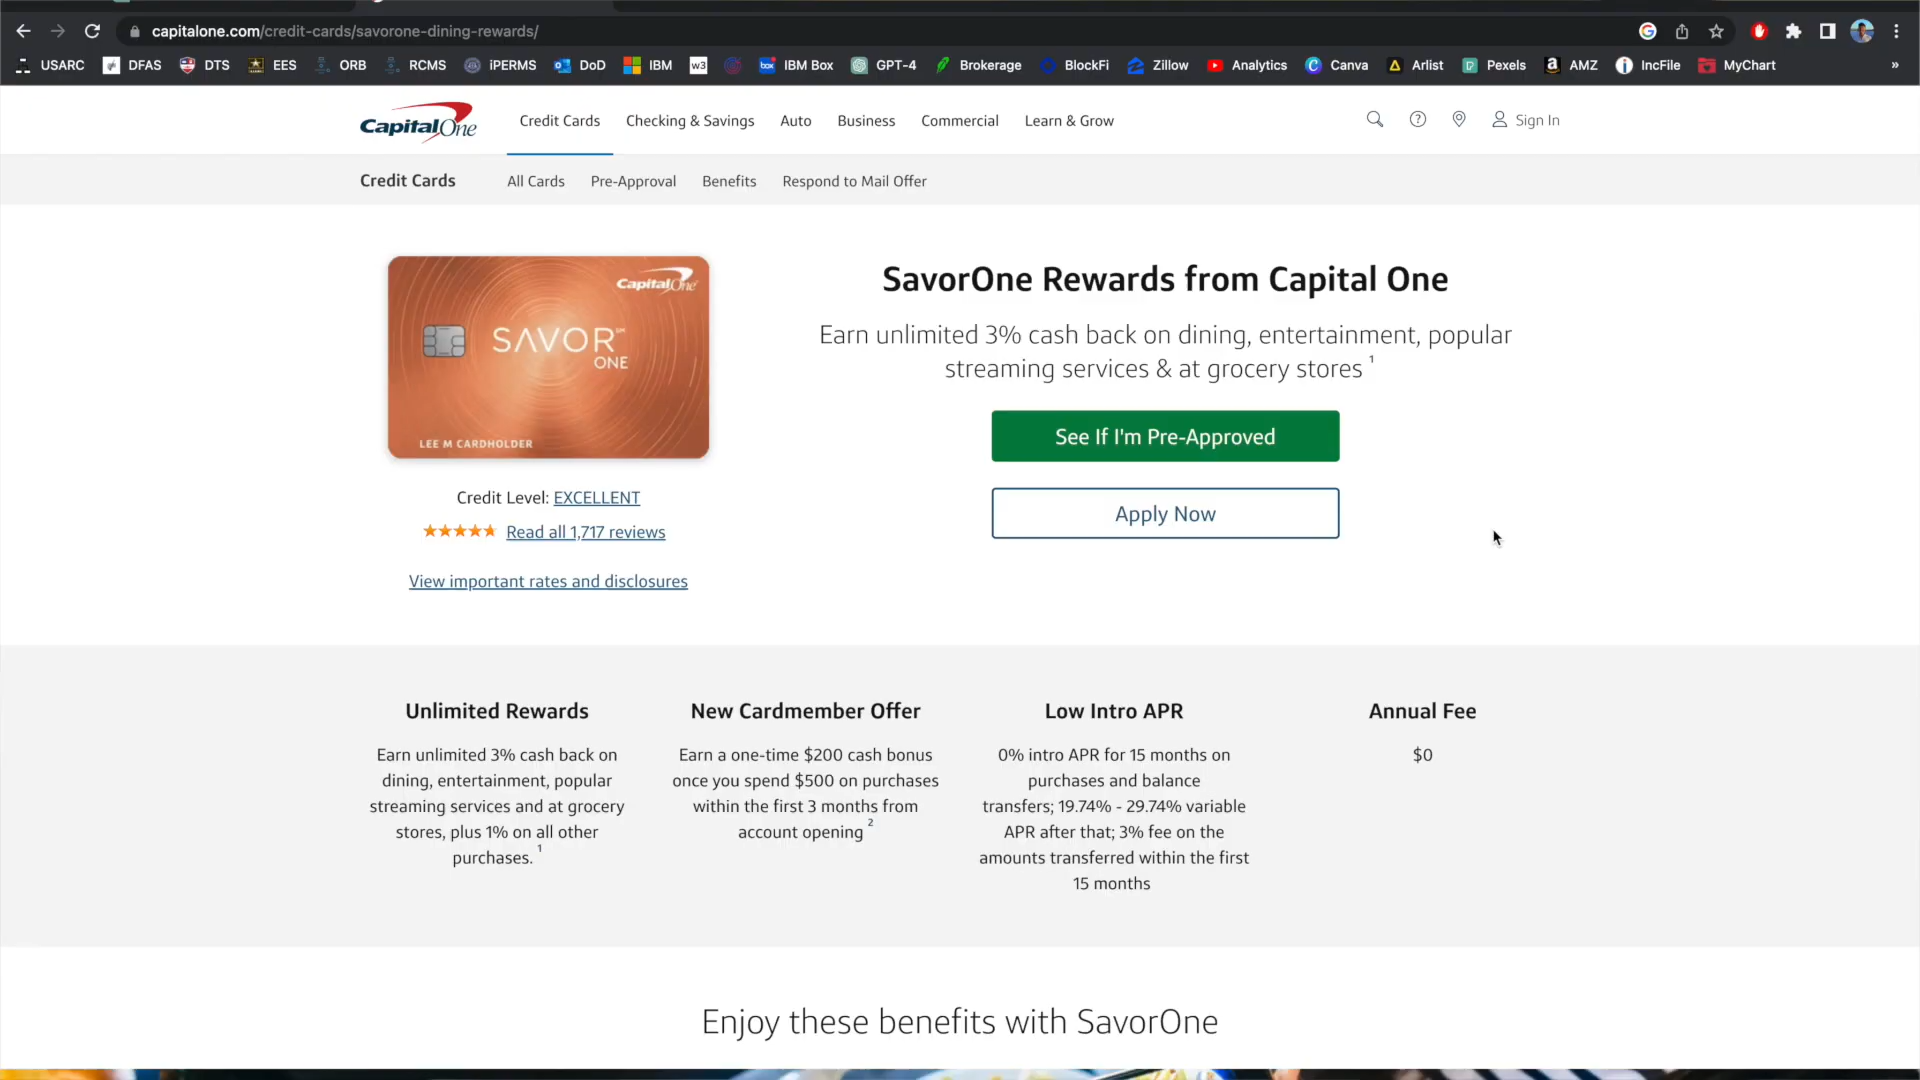 capitalone.com/credit-cards/savorone-dining-rewards/
USARC DFAS DTS EES ORB RCMS iPERMS DoD IBM w3 box IBM Box GPT-4 Brokerage BlockFi Zillow Analytics Canva Arlist Pexels AMZ IncFile MyChart »
Capital One Credit Cards Checking & Savings Auto Business Commercial Learn & Grow Sign In
Credit Cards All Cards Pre-Approval Benefits Respond to Mail Offer
Capital One
SAVOR SM
ONE
LEE M CARDHOLDER
Credit Level: EXCELLENT
Read all 1,717 reviews
View important rates and disclosures
SavorOne Rewards from Capital One
Earn unlimited 3% cash back on dining, entertainment, popular
streaming services & at grocery stores 1
See If I'm Pre-Approved
Apply Now
Unlimited Rewards
Earn unlimited 3% cash back on
dining, entertainment, popular
streaming services and at grocery
stores, plus 1% on all other
purchases. 1
New Cardmember Offer
Earn a one-time $200 cash bonus
once you spend $500 on purchases
within the first 3 months from
account opening 2
Low Intro APR
0% intro APR for 15 months on
purchases and balance
transfers; 19.74% - 29.74% variable
APR after that; 3% fee on the
amounts transferred within the first
15 months
Annual Fee
$0
Enjoy these benefits with SavorOne